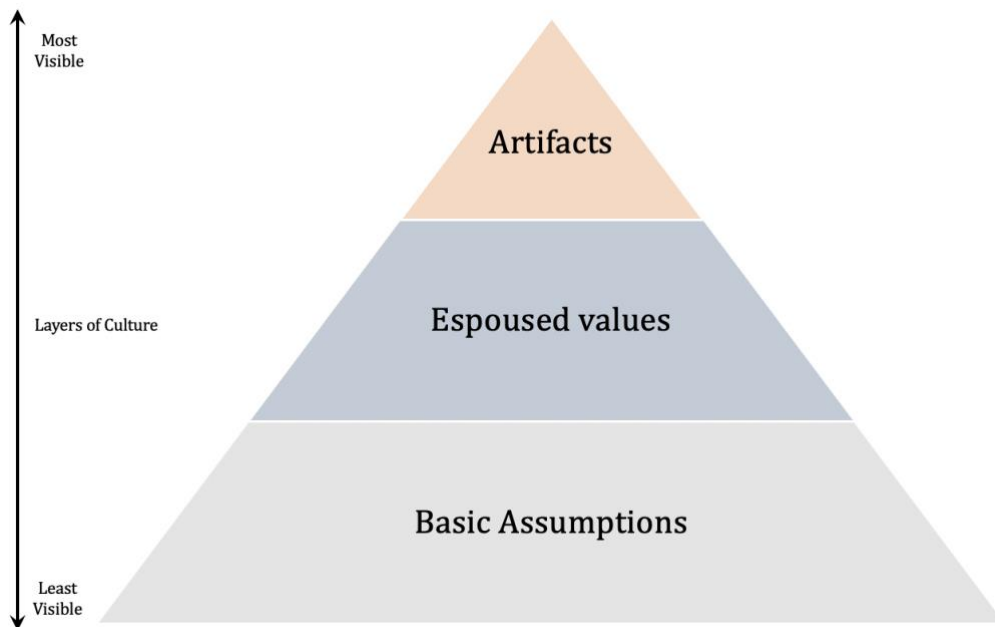 Most
Visible
Artifacts
Layers of Culture
Espoused values
Basic Assumptions
Least
Visible